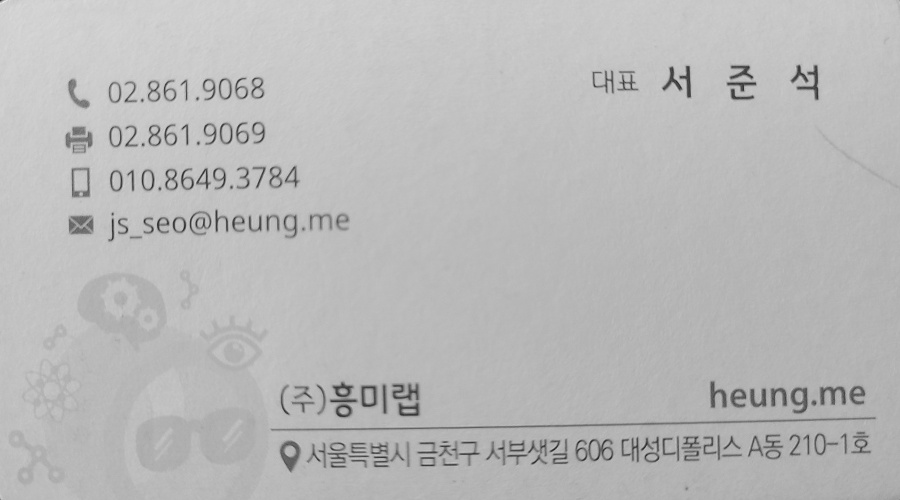 02.861.9068
02.861.9069
010.8649.3784
js_seo@heung.me
대표 서 준 석
(주)흥미랩
heung.me
서울특별시 금천구 서부샛길 606 대성디폴리스 A동 210-1호